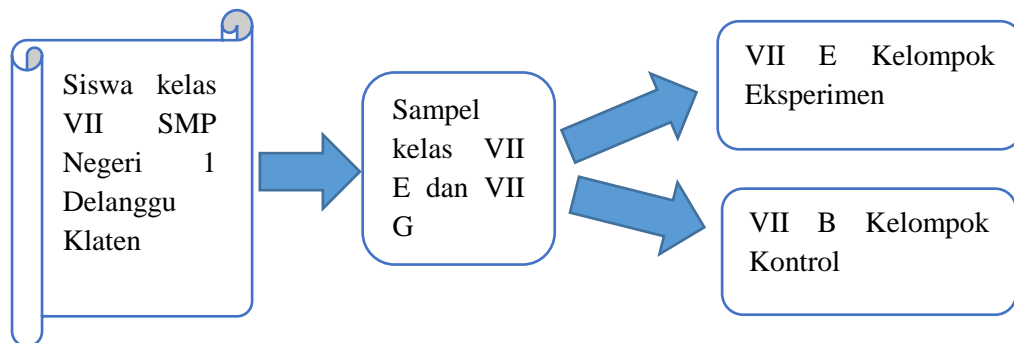 Siswa kelas
VII SMP
Negeri 1
Delanggu
Klaten
Sampel
kelas VII
E dan VII
G
VII E Kelompok
Eksperimen
VII B Kelompok
Kontrol